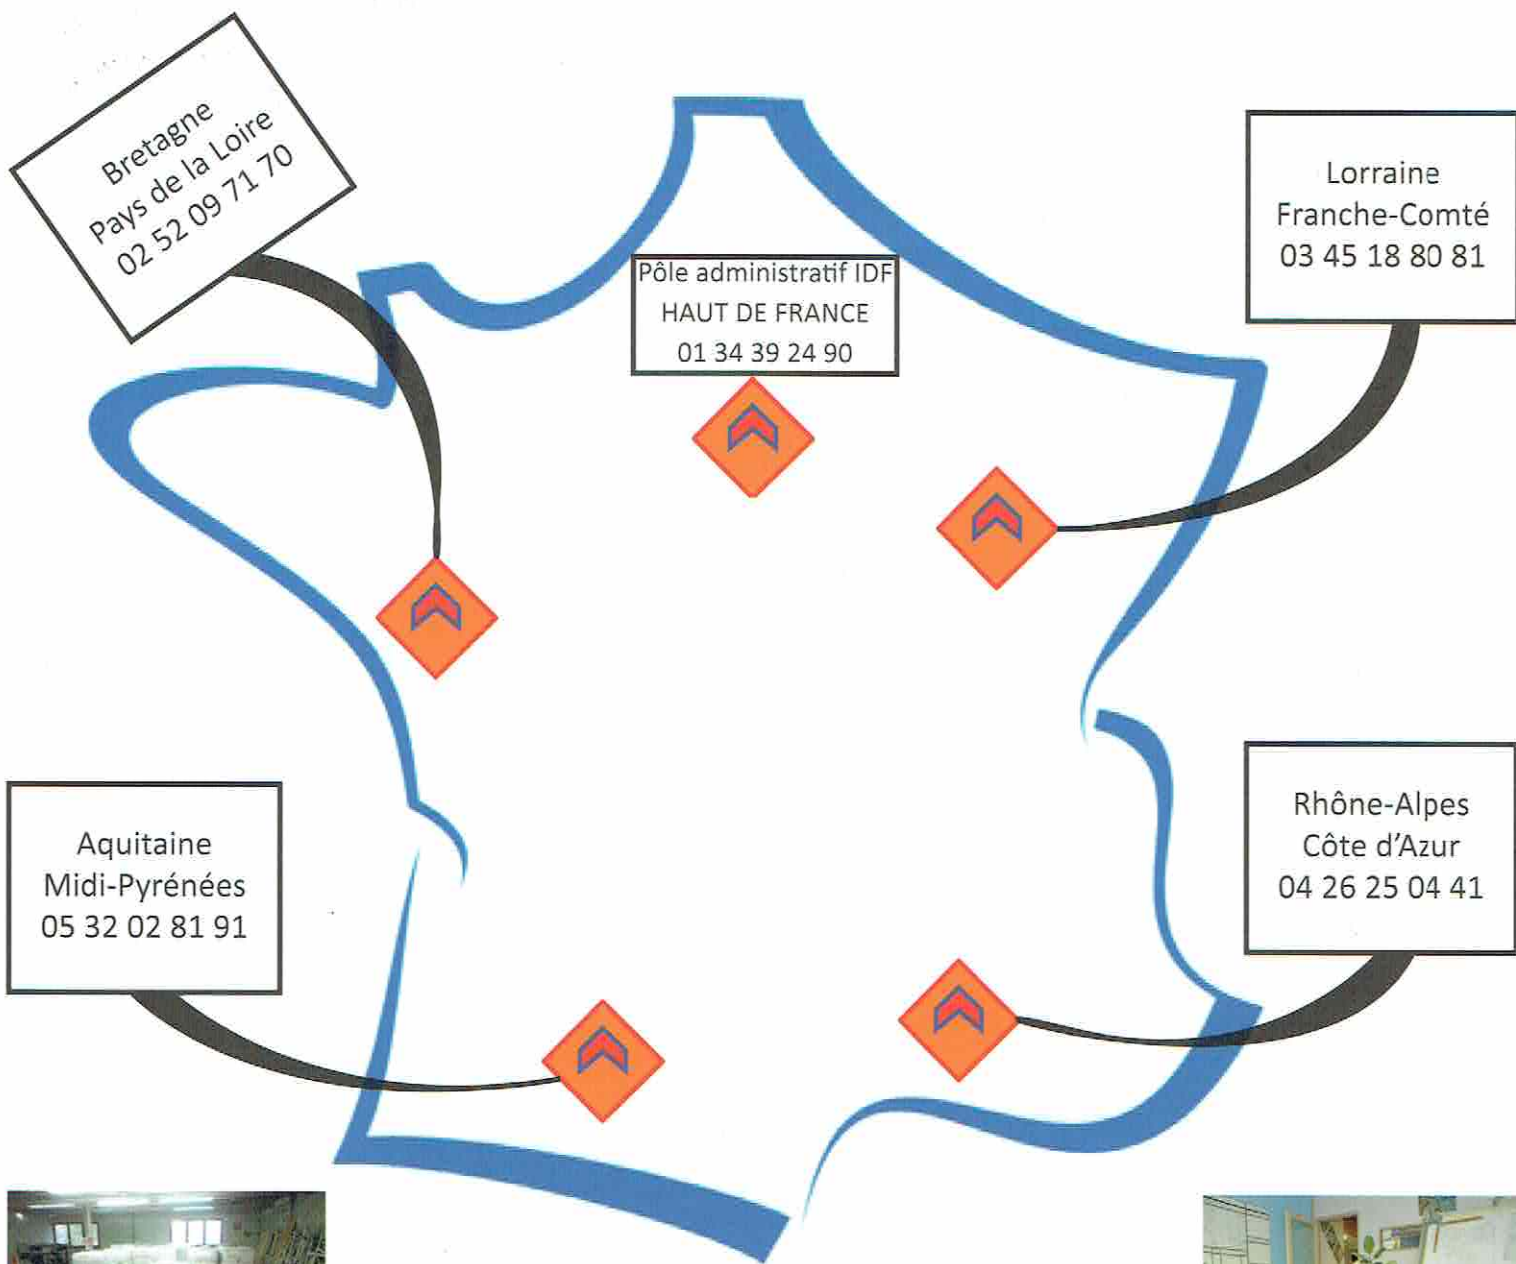 Bretagne
Pays de la Loire
02 52 09 71 70
Lorraine
Franche-Comté
03 45 18 80 81
Pôle administratif IDF
HAUT DE FRANCE
01 34 39 24 90
Aquitaine
Midi-Pyrénées
05 32 02 81 91
Rhône-Alpes
Côte d'Azur
04 26 25 04 41